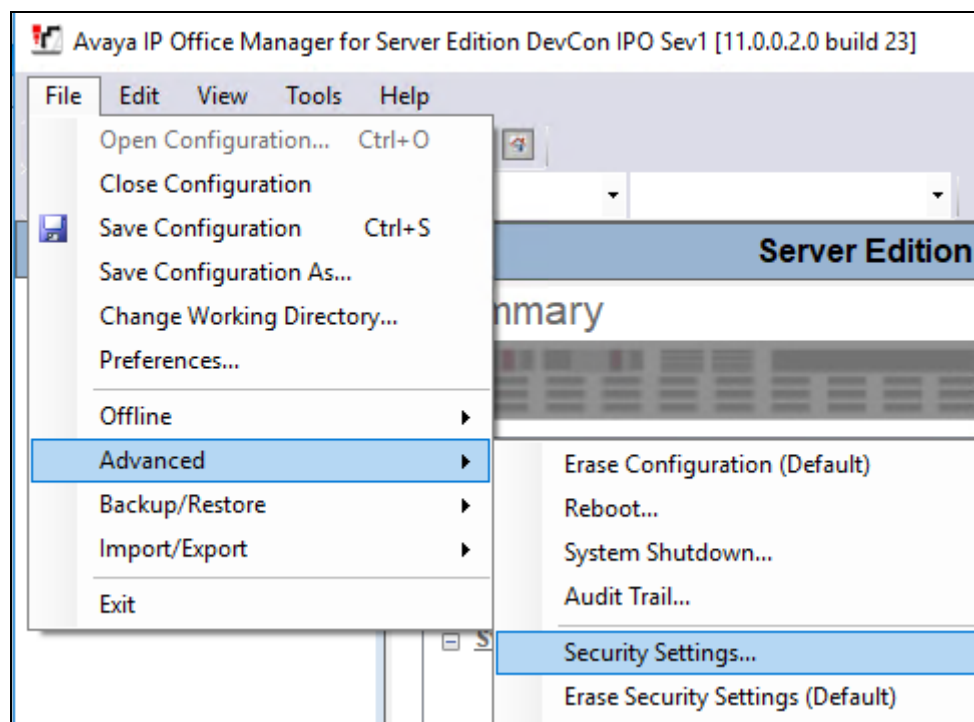 Avaya IP Office Manager for Server Edition DevCon IPO Sev1 [11.0.0.2.0 build 23]
File Edit View Tools Help
Open Configuration... Ctrl+O
Close Configuration
Save Configuration Ctrl+S
Save Configuration As...
Change Working Directory...
Preferences...
Offline
Advanced
Backup/Restore
Import/Export
Exit
Server Edition
mmary
Erase Configuration (Default)
Reboot...
System Shutdown...
Audit Trail...
Security Settings...
Erase Security Settings (Default)